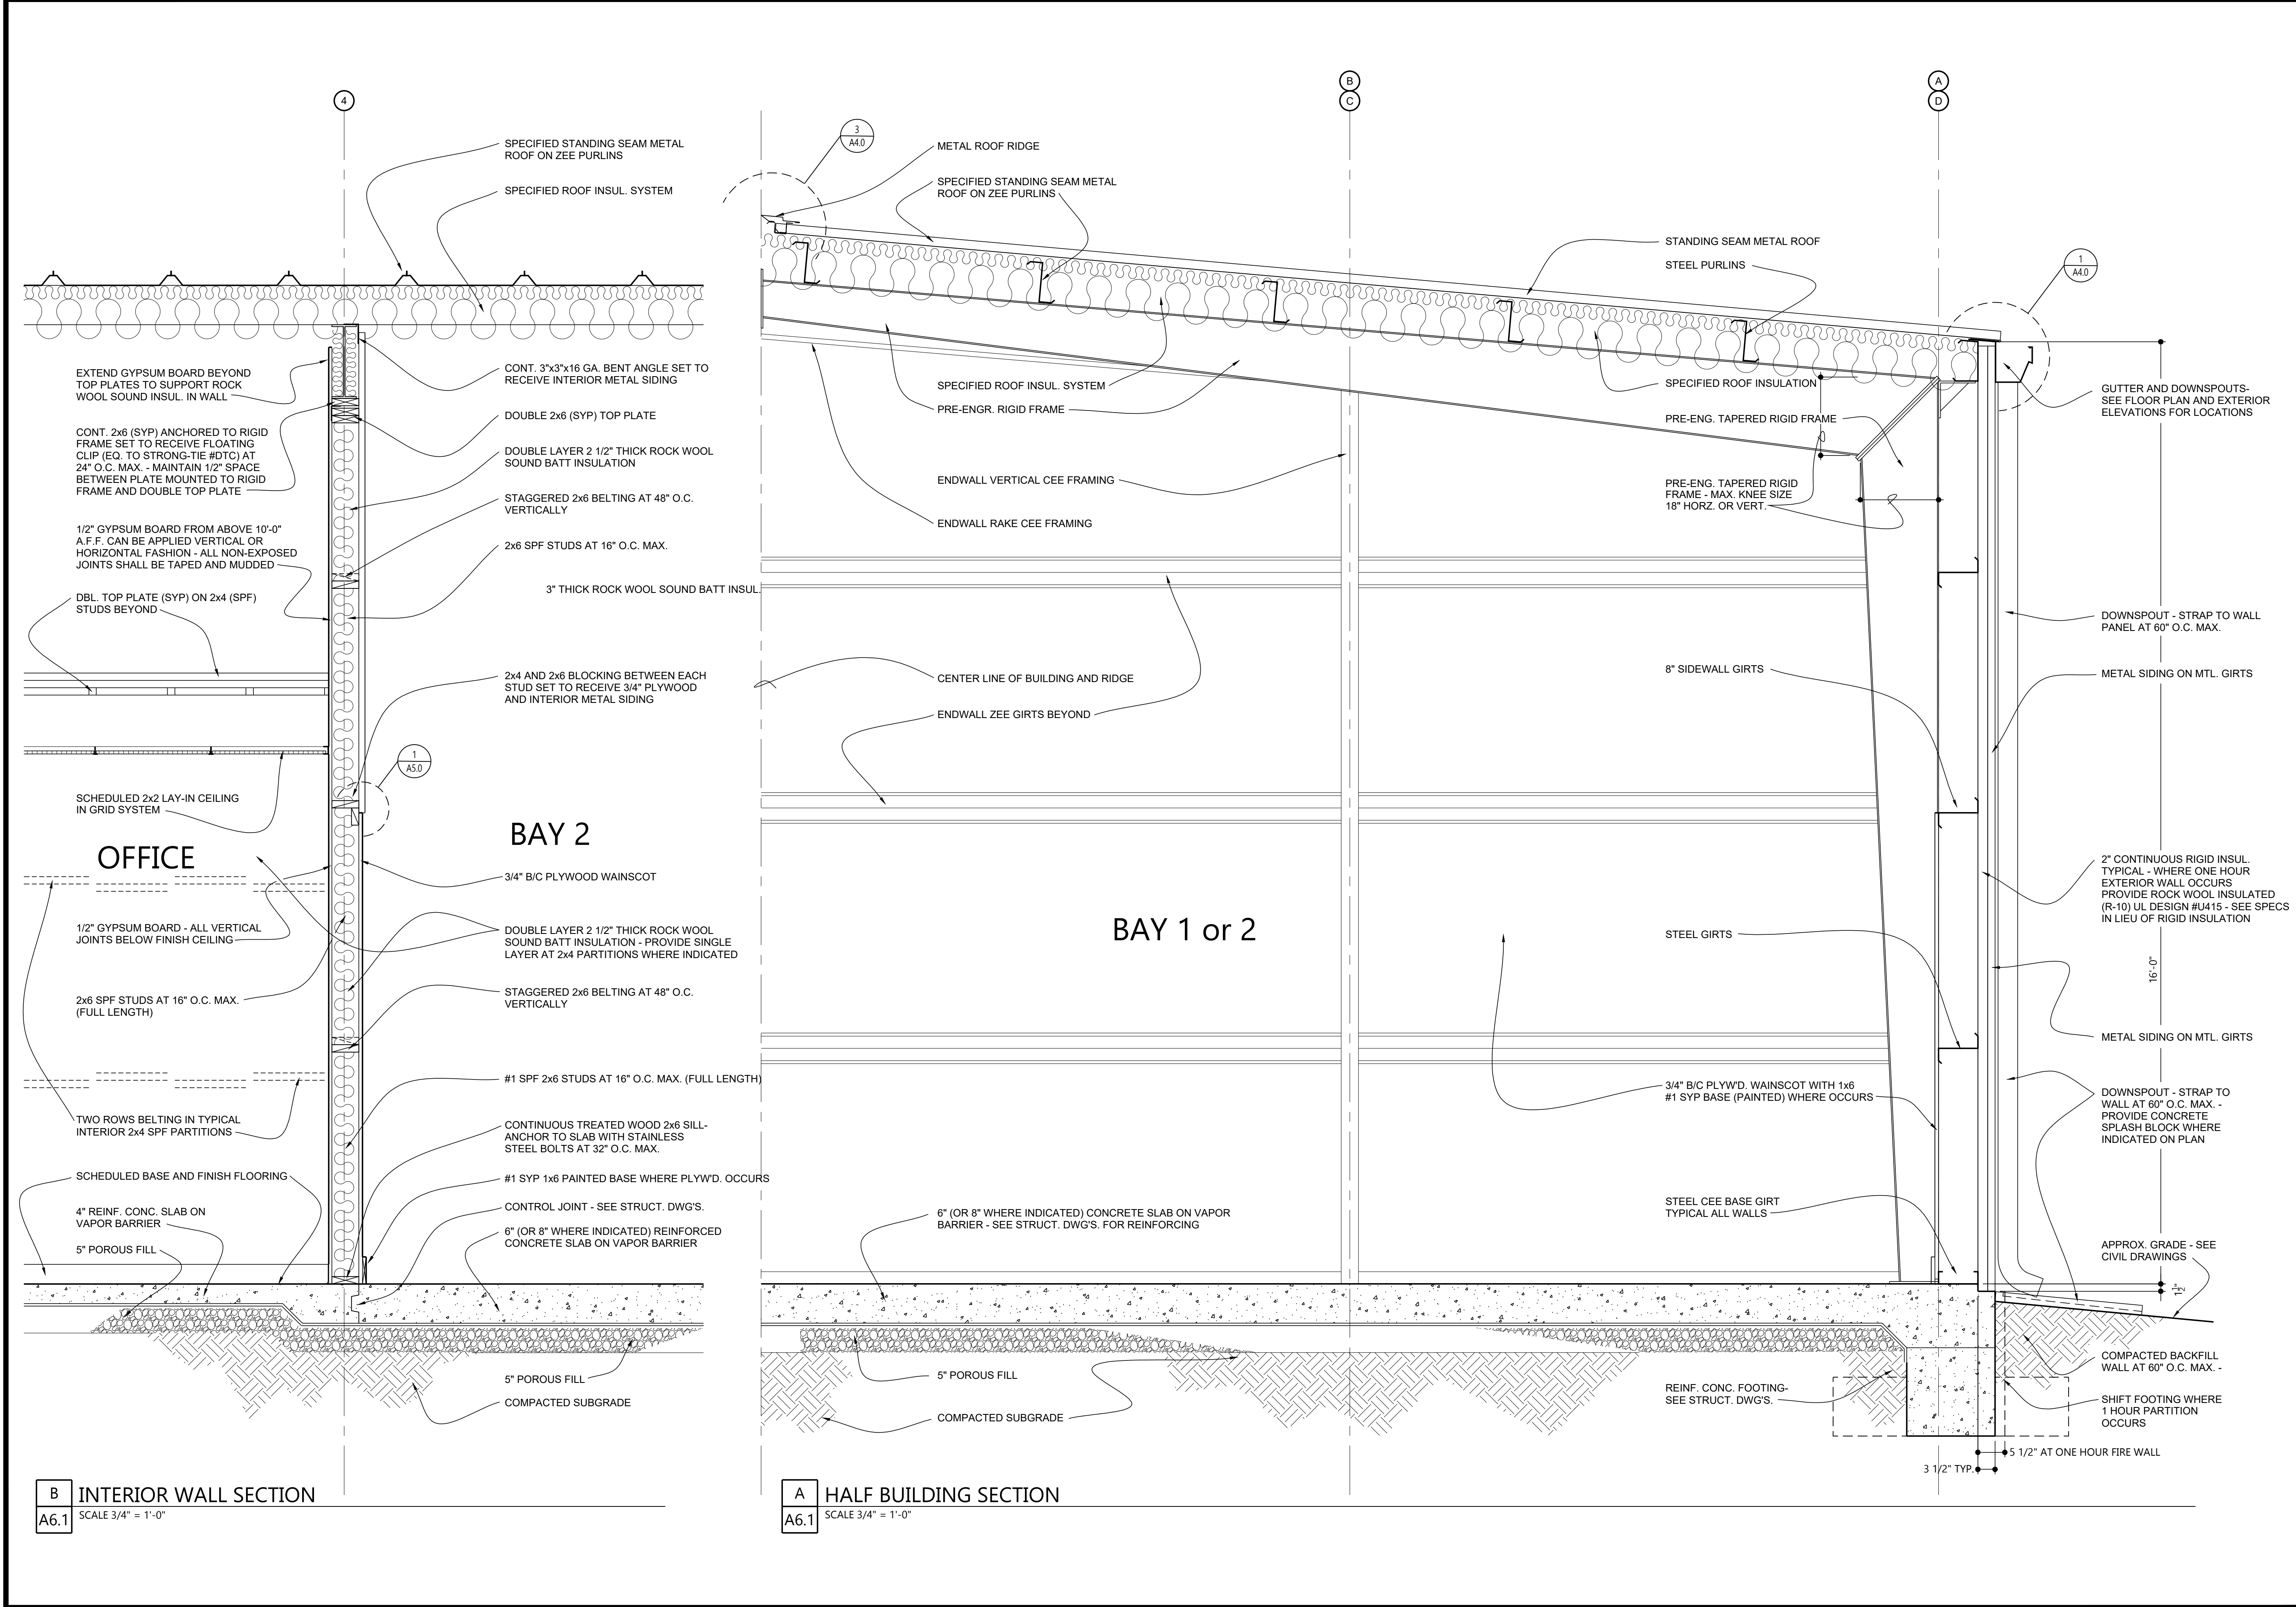 4
SPECIFIED STANDING SEAM METAL
ROOF ON ZEE PURLINS
SPECIFIED ROOF INSUL. SYSTEM
EXTEND GYPSUM BOARD BEYOND
TOP PLATES TO SUPPORT ROCK
WOOL SOUND INSUL. IN WALL
CONT. 2x6 (SYP) ANCHORED TO RIGID
FRAME SET TO RECEIVE FLOATING
CLIP (EQ. TO STRONG-TIE #DTC) AT
24" O.C. MAX. - MAINTAIN 1/2" SPACE
BETWEEN PLATE MOUNTED TO RIGID
FRAME AND DOUBLE TOP PLATE
1/2" GYPSUM BOARD FROM ABOVE 10'-0"
A.F.F. CAN BE APPLIED VERTICAL OR
HORIZONTAL FASHION - ALL NON-EXPOSED
JOINTS SHALL BE TAPED AND MUDDED
DBL. TOP PLATE (SYP) ON 2x4 (SPF)
STUDS BEYOND
SCHEDULED 2x2 LAY-IN CEILING
IN GRID SYSTEM
OFFICE
1/2" GYPSUM BOARD - ALL VERTICAL
JOINTS BELOW FINISH CEILING
2x6 SPF STUDS AT 16" O.C. MAX.
(FULL LENGTH)
TWO ROWS BELTING IN TYPICAL
INTERIOR 2x4 SPF PARTITIONS
SCHEDULED BASE AND FINISH FLOORING
4" REINF. CONC. SLAB ON
VAPOR BARRIER
5" POROUS FILL
CONT. 3"x3"x16 GA. BENT ANGLE SET TO
RECEIVE INTERIOR METAL SIDING
DOUBLE 2x6 (SYP) TOP PLATE
DOUBLE LAYER 2 1/2" THICK ROCK WOOL
SOUND BATT INSULATION
STAGGERED 2x6 BELTING AT 48" O.C.
VERTICALLY
2x6 SPF STUDS AT 16" O.C. MAX.
3" THICK ROCK WOOL SOUND BATT INSUL.
2x4 AND 2x6 BLOCKING BETWEEN EACH
STUD SET TO RECEIVE 3/4" PLYWOOD
AND INTERIOR METAL SIDING
1
A5.0
BAY 2
3/4" B/C PLYWOOD WAINSCOT
DOUBLE LAYER 2 1/2" THICK ROCK WOOL
SOUND BATT INSULATION - PROVIDE SINGLE
LAYER AT 2x4 PARTITIONS WHERE INDICATED
STAGGERED 2x6 BELTING AT 48" O.C.
VERTICALLY
#1 SPF 2x6 STUDS AT 16" O.C. MAX. (FULL LENGTH)
CONTINUOUS TREATED WOOD 2x6 SILL-
ANCHOR TO SLAB WITH STAINLESS
STEEL BOLTS AT 32" O.C. MAX.
#1 SYP 1x6 PAINTED BASE WHERE PLYW'D. OCCURS
CONTROL JOINT - SEE STRUCT. DWG'S.
6" (OR 8" WHERE INDICATED) REINFORCED
CONCRETE SLAB ON VAPOR BARRIER
5" POROUS FILL
COMPACTED SUBGRADE
B
A6.1
INTERIOR WALL SECTION
SCALE 3/4" = 1'-0"
B
C
A
D
3
A4.0
METAL ROOF RIDGE
SPECIFIED STANDING SEAM METAL
ROOF ON ZEE PURLINS
SPECIFIED ROOF INSUL. SYSTEM
PRE-ENGR. RIGID FRAME
ENDWALL VERTICAL CEE FRAMING
ENDWALL RAKE CEE FRAMING
CENTER LINE OF BUILDING AND RIDGE
ENDWALL ZEE GIRTS BEYOND
BAY 1 or 2
6" (OR 8" WHERE INDICATED) CONCRETE SLAB ON VAPOR
BARRIER - SEE STRUCT. DWG'S. FOR REINFORCING
5" POROUS FILL
COMPACTED SUBGRADE
STANDING SEAM METAL ROOF
STEEL PURLINS
SPECIFIED ROOF INSULATION
PRE-ENG. TAPERED RIGID FRAME
PRE-ENG. TAPERED RIGID
FRAME - MAX. KNEE SIZE
18" HORZ. OR VERT.
8" SIDEWALL GIRTS
STEEL GIRTS
3/4" B/C PLYW'D. WAINSCOT WITH 1x6
#1 SYP BASE (PAINTED) WHERE OCCURS
STEEL CEE BASE GIRT
TYPICAL ALL WALLS
REINF. CONC. FOOTING-
SEE STRUCT. DWG'S.
1
A4.0
GUTTER AND DOWNSPOUTS-
SEE FLOOR PLAN AND EXTERIOR
ELEVATIONS FOR LOCATIONS
DOWNSPOUT - STRAP TO WALL
PANEL AT 60" O.C. MAX.
METAL SIDING ON MTL. GIRTS
2" CONTINUOUS RIGID INSUL.
TYPICAL - WHERE ONE HOUR
EXTERIOR WALL OCCURS
PROVIDE ROCK WOOL INSULATED
(R-10) UL DESIGN #U415 - SEE SPECS
IN LIEU OF RIGID INSULATION
16'-0"
METAL SIDING ON MTL. GIRTS
DOWNSPOUT - STRAP TO
WALL AT 60" O.C. MAX. -
PROVIDE CONCRETE
SPLASH BLOCK WHERE
INDICATED ON PLAN
APPROX. GRADE - SEE
CIVIL DRAWINGS
1 1/2"
COMPACTED BACKFILL
WALL AT 60" O.C. MAX. -
SHIFT FOOTING WHERE
1 HOUR PARTITION
OCCURS
5 1/2" AT ONE HOUR FIRE WALL
3 1/2" TYP.
A
A6.1
HALF BUILDING SECTION
SCALE 3/4" = 1'-0"